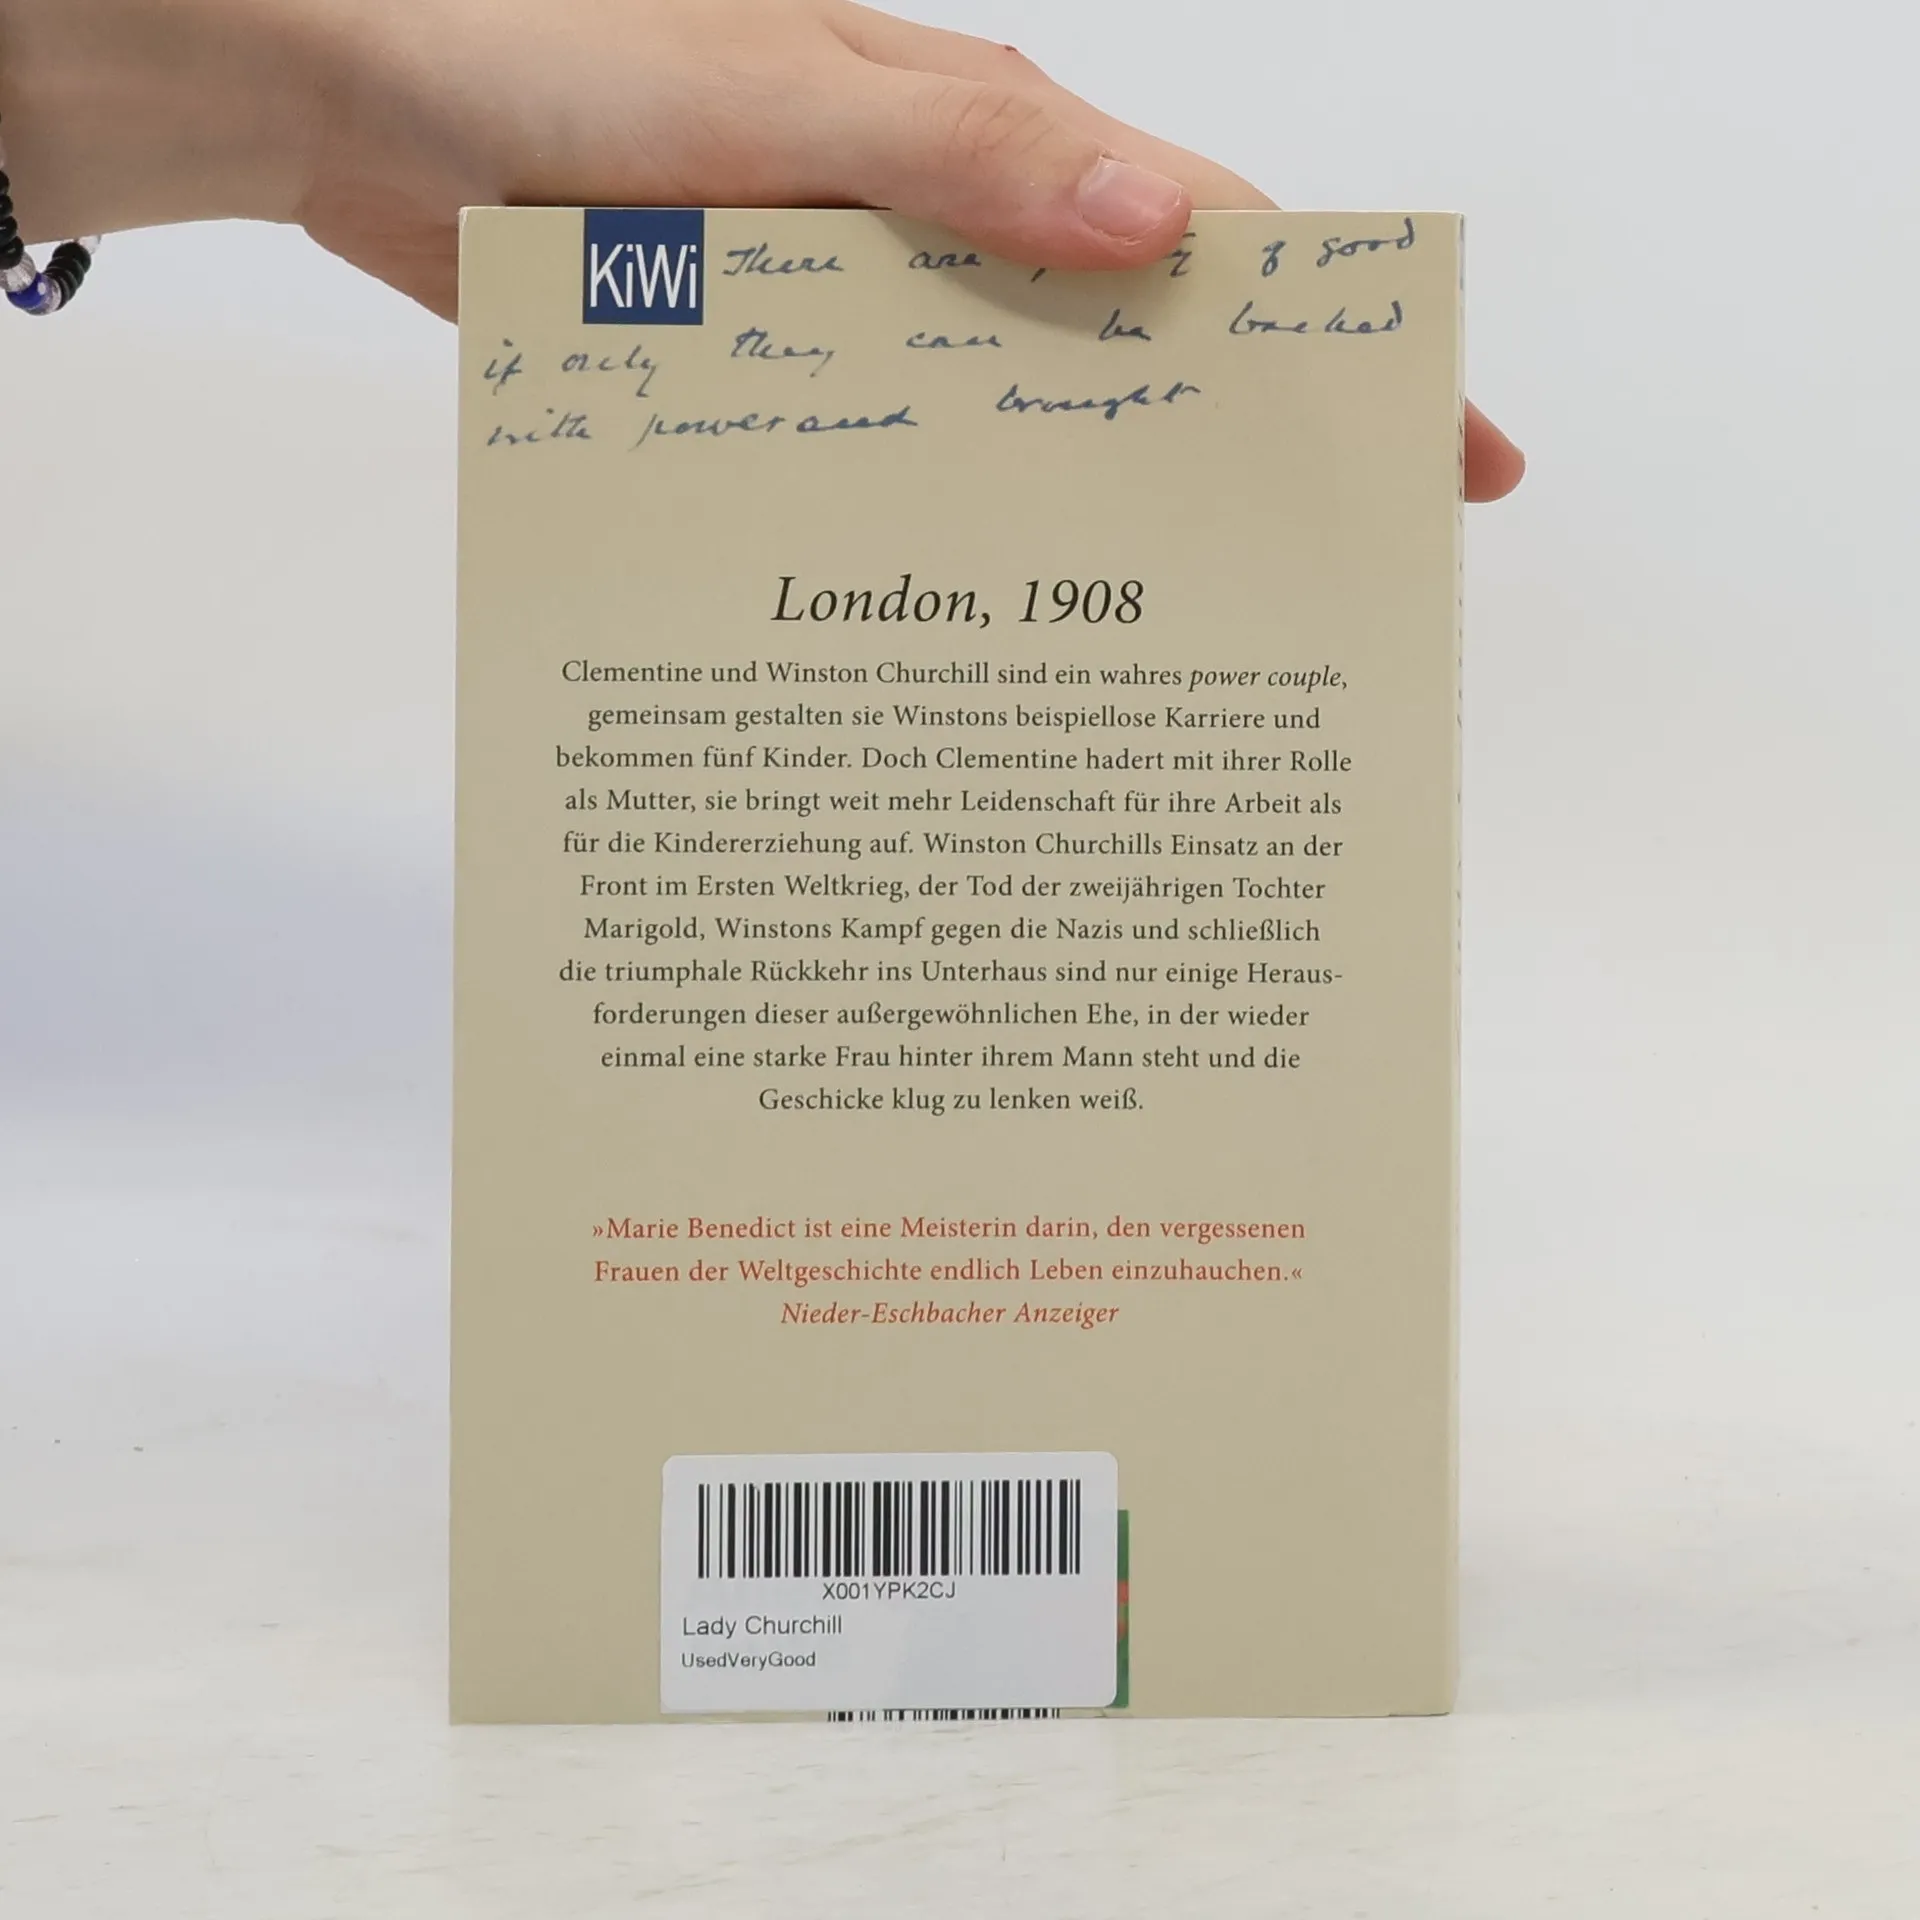 KiWi
There are of good
if only they can be backed
with power and brought
London, 1908
Clementine und Winston Churchill sind ein wahres power couple,
gemeinsam gestalten sie Winstons beispiellose Karriere und
bekommen fünf Kinder. Doch Clementine hadert mit ihrer Rolle
als Mutter, sie bringt weit mehr Leidenschaft für ihre Arbeit als
für die Kindererziehung auf. Winston Churchills Einsatz an der
Front im Ersten Weltkrieg, der Tod der zweijährigen Tochter
Marigold, Winstons Kampf gegen die Nazis und schließlich
die triumphale Rückkehr ins Unterhaus sind nur einige Heraus-
forderungen dieser außergewöhnlichen Ehe, in der wieder
einmal eine starke Frau hinter ihrem Mann steht und die
Geschicke klug zu lenken weiß.
»Marie Benedict ist eine Meisterin darin, den vergessenen
Frauen der Weltgeschichte endlich Leben einzuhauchen.«
Nieder-Eschbacher Anzeiger
X001YPK2CJ
Lady Churchill
UsedVeryGood